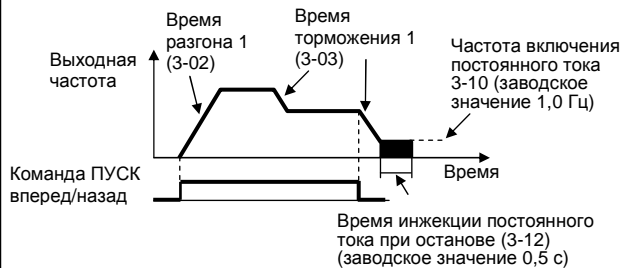 Время
разгона 1
(3-02)
Время
торможения 1
(3-03)
Выходная
частота
Частота включения
постоянного тока
3-10 (заводское
значение 1,0 Гц)
Время
Команда ПУСК
вперед/назад
Время инжекции постоянного
тока при останове (3-12)
(заводское значение 0,5 с)